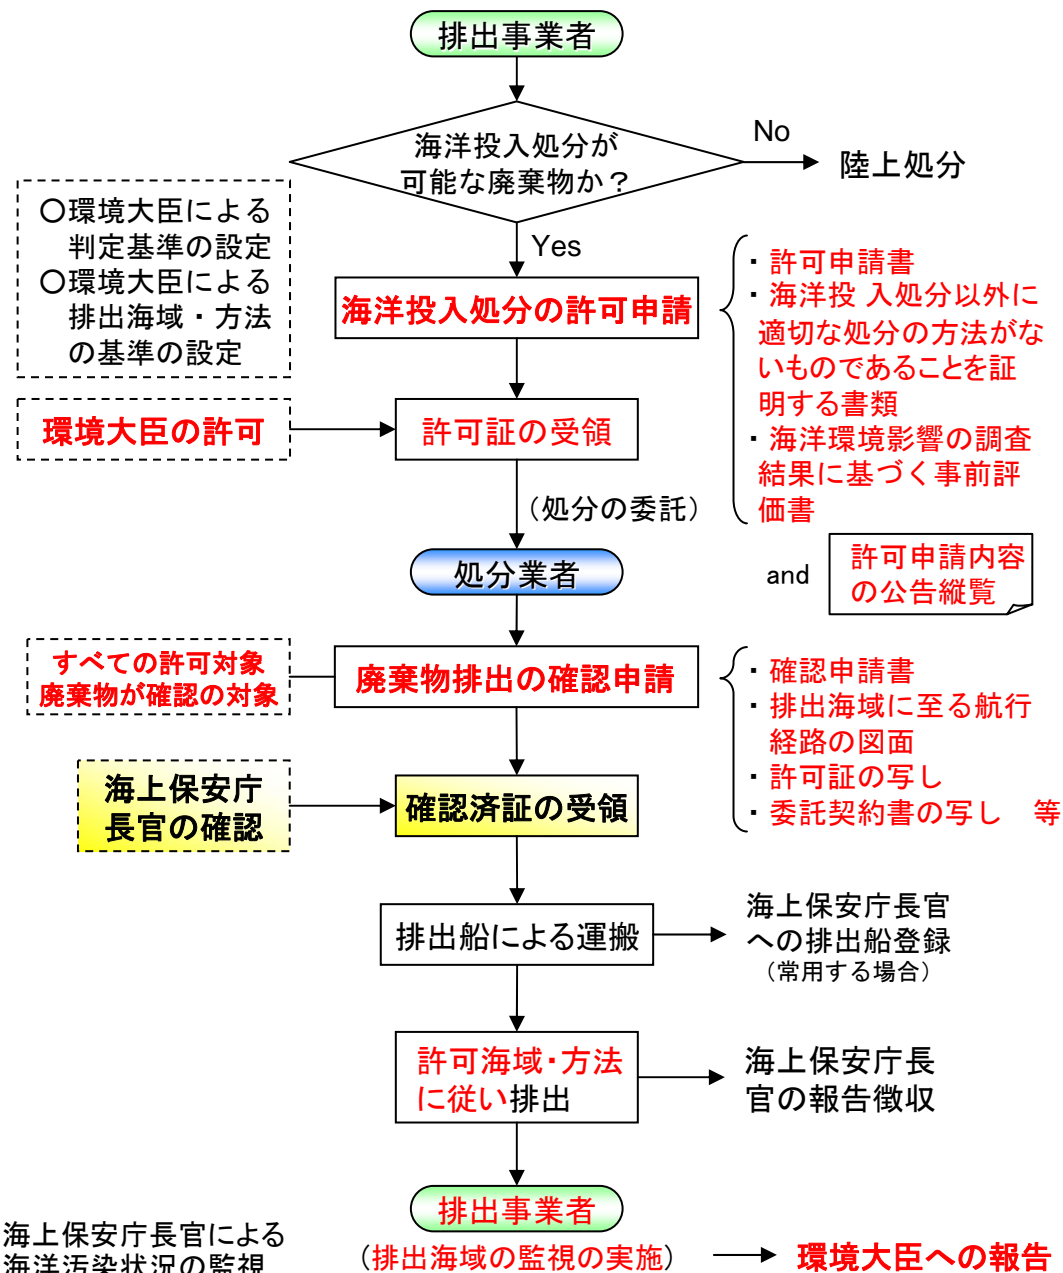 排出事業者
海洋投入処分が
可能な廃棄物か？
No
陸上処分
Yes
〇環境大臣による
判定基準の設定
〇環境大臣による
排出海域・方法
の基準の設定
海洋投入処分の許可申請
・許可申請書
・海洋投 入処分以外に
適切な処分の方法がな
いものであることを証
明する書類
・海洋環境影響の調査
結果に基づく事前評
価書
環境大臣の許可
許可証の受領
（処分の委託）
and
許可申請内容
の公告縦覧
処分業者
すべての許可対象
廃棄物が確認の対象
廃棄物排出の確認申請
・確認申請書
・排出海域に至る航行
経路の図面
・許可証の写し
・委託契約書の写し　等
海上保安庁
長官の確認
確認済証の受領
排出船による運搬
海上保安庁長官
への排出船登録
（常用する場合）
許可海域・方法
に従い排出
海上保安庁長
官の報告徴収
排出事業者
（排出海域の監視の実施）
環境大臣への報告
海上保安庁長官による
海洋汚染状況の監視